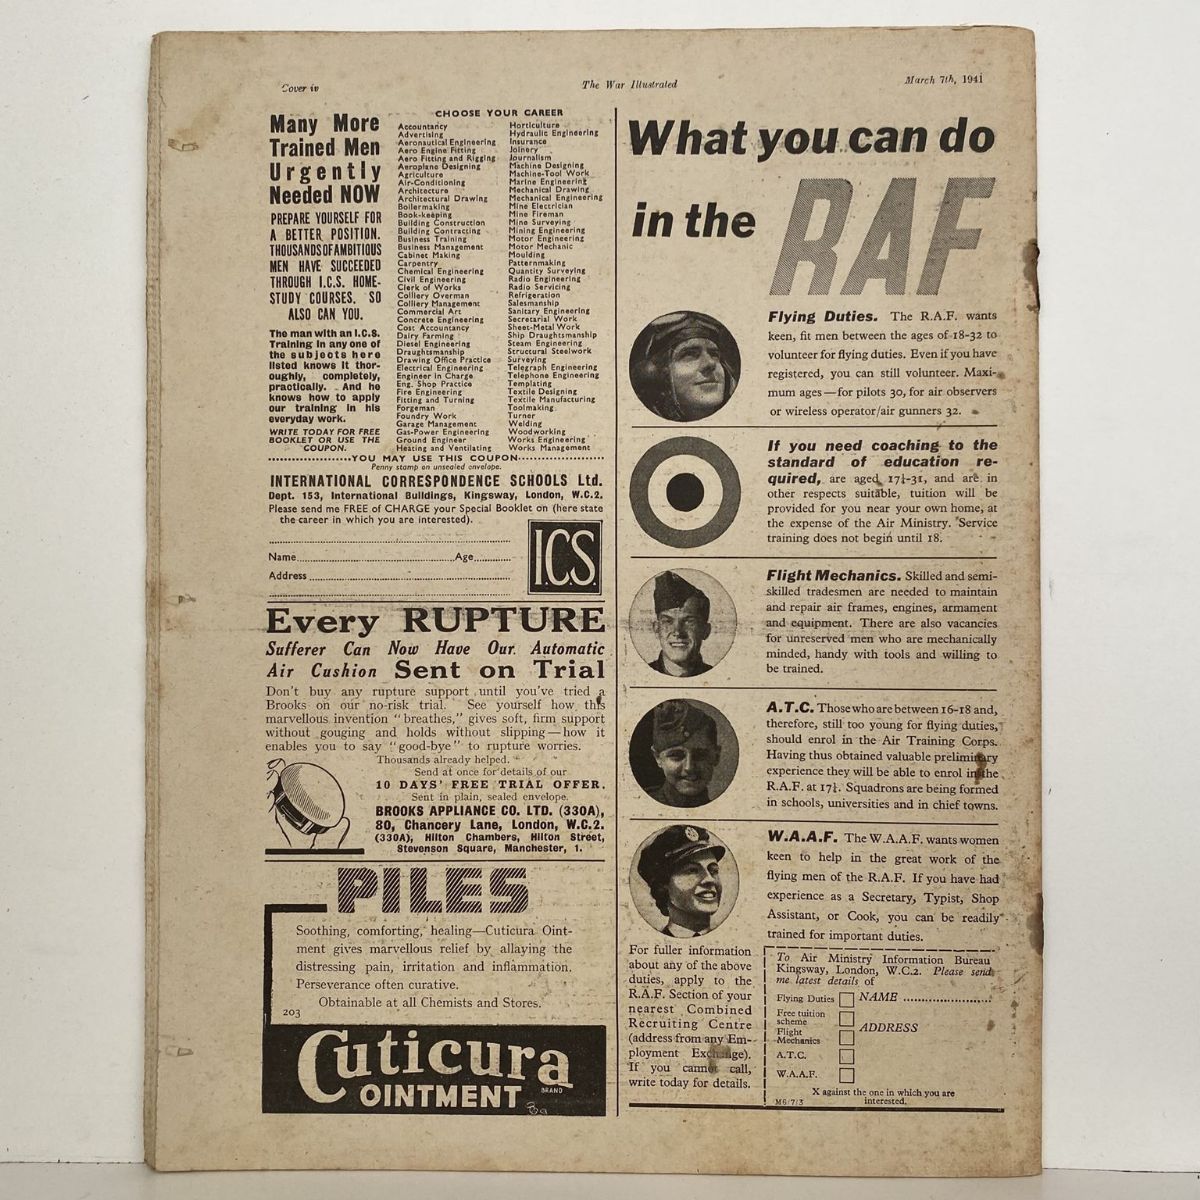 Cover iv
The War Illustrated
March 7th, 1941
Many More
Trained Men
Urgently
Needed NOW
PREPARE YOURSELF FOR
A BETTER POSITION.
THOUSANDS OF AMBITIOUS
MEN HAVE SUCCEEDED
THROUGH I.C.S. HOME-
STUDY COURSES. SO
ALSO CAN YOU.
The man with an I.C.S.
Training in any one of
the subjects here
listed knows it thor-
oughly, completely,
practically. And he
knows how to apply
our training in his
everyday work.
WRITE TODAY FOR FREE
BOOKLET OR USE THE
COUPON.
CHOOSE YOUR CAREER
Accountancy
Advertising
Aeronautical Engineering
Aero Engine Fitting
Aero Fitting and Rigging
Aeroplane Designing
Agriculture
Air-Conditioning
Architecture
Architectural Drawing
Boilermaking
Book-keeping
Building Construction
Building Contracting
Business Training
Business Management
Cabinet Making
Carpentry
Chemical Engineering
Civil Engineering
Clerk of Works
Colliery Overman
Colliery Management
Commercial Art
Concrete Engineering
Cost Accountancy
Dairy Farming
Diesel Engineering
Draughtsmanship
Drawing Office Practice
Electrical Engineering
Engineer in Charge
Eng. Shop Practice
Fire Engineering
Fitting and Turning
Forgeman
Foundry Work
Garage Management
Gas-Power Engineering
Ground Engineer
Heating and Ventilating
Horticulture
Hydraulic Engineering
Insurance
Joinery
Journalism
Machine Designing
Machine-Tool Work
Marine Engineering
Mechanical Drawing
Mechanical Engineering
Mine Electrician
Mine Fireman
Mine Surveying
Mining Engineering
Motor Engineering
Motor Mechanic
Moulding
Patternmaking
Quantity Surveying
Radio Engineering
Radio Servicing
Refrigeration
Salesmanship
Sanitary Engineering
Secretarial Work
Sheet-Metal Work
Ship Draughtsmanship
Steam Engineering
Structural Steelwork
Surveying
Telegraph Engineering
Telephone Engineering
Templating
Textile Designing
Textile Manufacturing
Toolmaking
Turner
Welding
Woodworking
Works Engineering
Works Management
YOU MAY USE THIS COUPON
Penny stamp on unsealed envelope.
INTERNATIONAL CORRESPONDENCE SCHOOLS Ltd.
Dept. 153, International Buildings, Kingsway, London, W.C.2.
Please send me FREE of CHARGE your Special Booklet on (here state
the career in which you are interested).
Name Age
Address
I.C.S.
Every RUPTURE
Sufferer Can Now Have Our Automatic
Air Cushion Sent on Trial
Don't buy any rupture support until you've tried a
Brooks on our no-risk trial. See yourself how this
marvellous invention "breathes," gives soft, firm support
without gouging and holds without slipping—how it
enables you to say "good-bye" to rupture worries.
Thousands already helped.
Send at once for details of our
10 DAYS' FREE TRIAL OFFER.
Sent in plain, sealed envelope.
BROOKS APPLIANCE CO. LTD. (330A),
80, Chancery Lane, London, W.C.2.
(330A), Hilton Chambers, Hilton Street,
Stevenson Square, Manchester, 1.
PILES
Soothing, comforting, healing—Cuticura Oint-
ment gives marvellous relief by allaying the
distressing pain, irritation and inflammation.
Perseverance often curative.
Obtainable at all Chemists and Stores.
203
Cuticura
OINTMENT BRAND
What you can do
in the RAF
Flying Duties. The R.A.F. wants
keen, fit men between the ages of 18-32 to
volunteer for flying duties. Even if you have
registered, you can still volunteer. Maxi-
mum ages—for pilots 30, for air observers
or wireless operator/air gunners 32.
If you need coaching to the
standard of education re-
quired, are aged 17¼-31, and are in
other respects suitable, tuition will be
provided for you near your own home, at
the expense of the Air Ministry. Service
training does not begin until 18.
Flight Mechanics. Skilled and semi-
skilled tradesmen are needed to maintain
and repair air frames, engines, armament
and equipment. There are also vacancies
for unreserved men who are mechanically
minded, handy with tools and willing to
be trained.
A.T.C. Those who are between 16-18 and,
therefore, still too young for flying duties,
should enrol in the Air Training Corps.
Having thus obtained valuable preliminary
experience they will be able to enrol in the
R.A.F. at 17¼. Squadrons are being formed
in schools, universities and in chief towns.
W.A.A.F. The W.A.A.F. wants women
keen to help in the great work of the
flying men of the R.A.F. If you have had
experience as a Secretary, Typist, Shop
Assistant, or Cook, you can be readily
trained for important duties.
For fuller information
about any of the above
duties, apply to the
R.A.F. Section of your
nearest Combined
Recruiting Centre
(address from any Em-
ployment Exchange).
If you cannot call,
write today for details.
To Air Ministry Information Bureau
Kingsway, London, W.C.2. Please send
me latest details of
Flying Duties NAME
Free tuition
scheme
ADDRESS
Flight
Mechanics
A.T.C.
W.A.A.F.
X against the one in which you are
interested.
M6/7/3